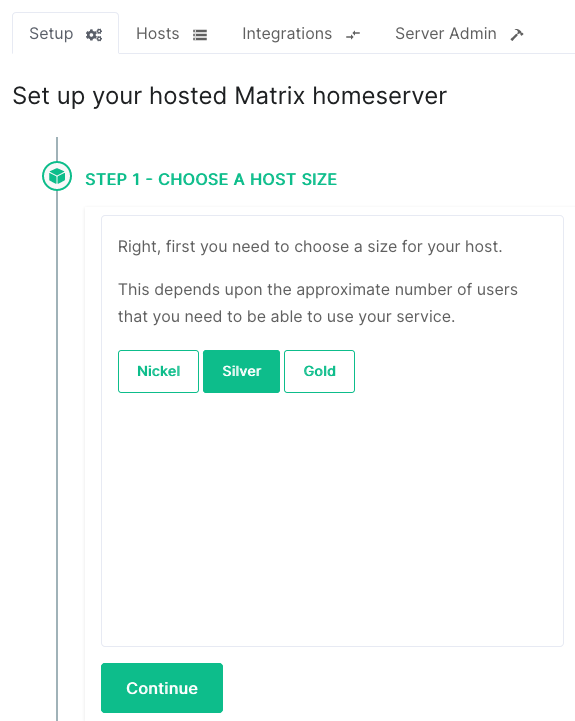 Setup
Hosts
Integrations
Server Admin
Set up your hosted Matrix homeserver
STEP 1 - CHOOSE A HOST SIZE
Right, first you need to choose a size for your host.
This depends upon the approximate number of users
that you need to be able to use your service.
Nickel
Silver
Gold
Continue